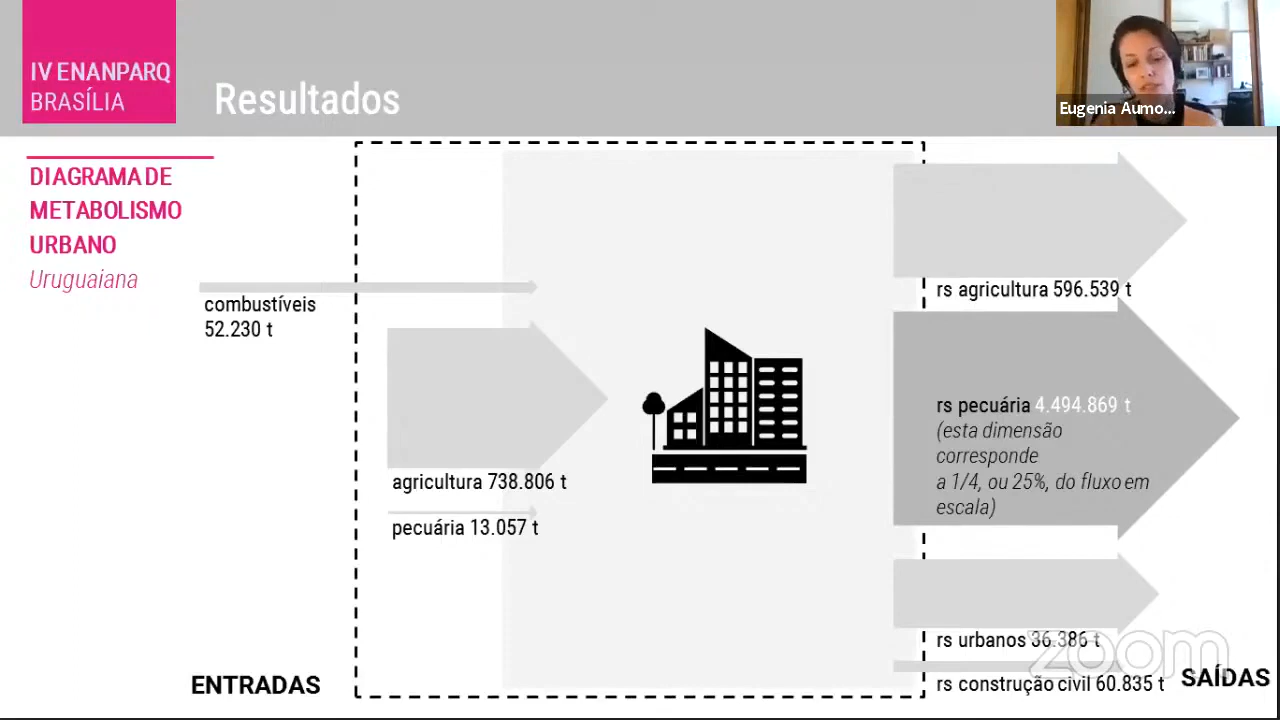 IV ENANPARQ
BRASÍLIA
Resultados
Eugenia Aumo...
DIAGRAMA DE
METABOLISMO
URBANO
Uruguaiana
combustíveis
52.230 t
agricultura 738.806 t
pecuária 13.057 t
rs agricultura 596.539 t
rs pecuária 4.494.869 t
(esta dimensão
corresponde
a 1/4, ou 25%, do fluxo em
escala)
rs urbanos 36.386 t
rs construção civil 60.835 t
ENTRADAS
SAÍDAS
zoom